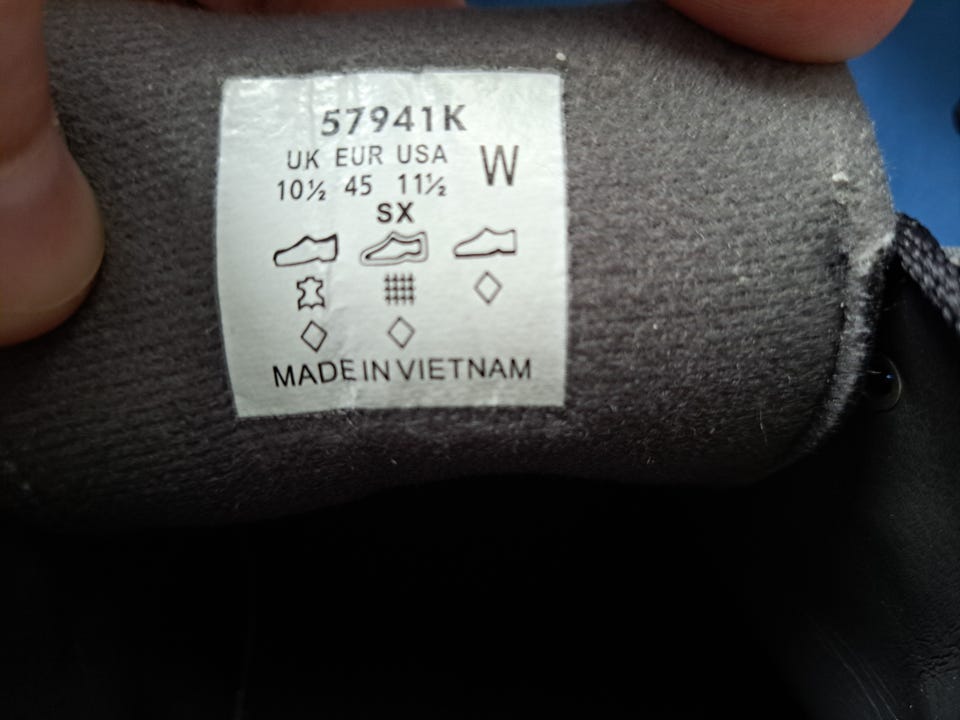 57941K
UK EUR USA W
10½ 45 11½
SX
MADE IN VIETNAM